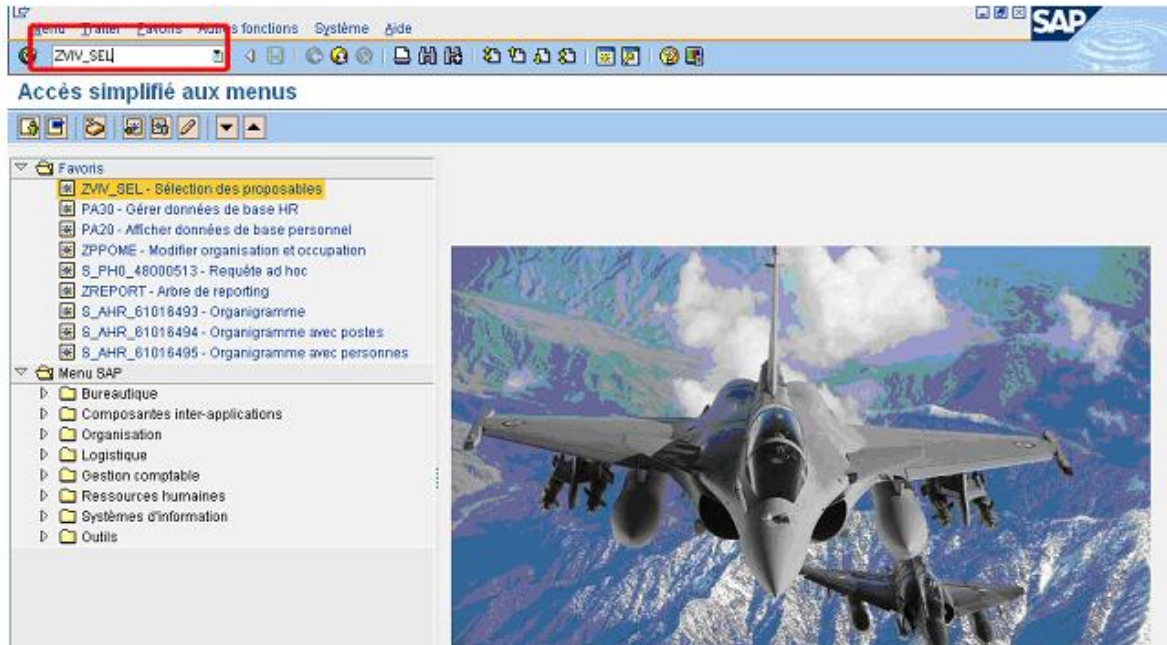 Menu Traiter Favoris Autres fonctions Système Aide
SAP
ZVIV_SEL
Accès simplifié aux menus
Favoris
ZVIV_SEL - Sélection des proposables
PA30 - Gérer données de base HR
PA20 - Afficher données de base personnel
ZPPOME - Modifier organisation et occupation
S_PH0_48000513 - Requête ad hoc
ZREPORT - Arbre de reporting
S_AHR_61016493 - Organigramme
S_AHR_61016494 - Organigramme avec postes
S_AHR_61016495 - Organigramme avec personnes
Menu SAP
Bureautique
Composantes inter-applications
Organisation
Logistique
Gestion comptable
Ressources humaines
Systèmes d'information
Outils